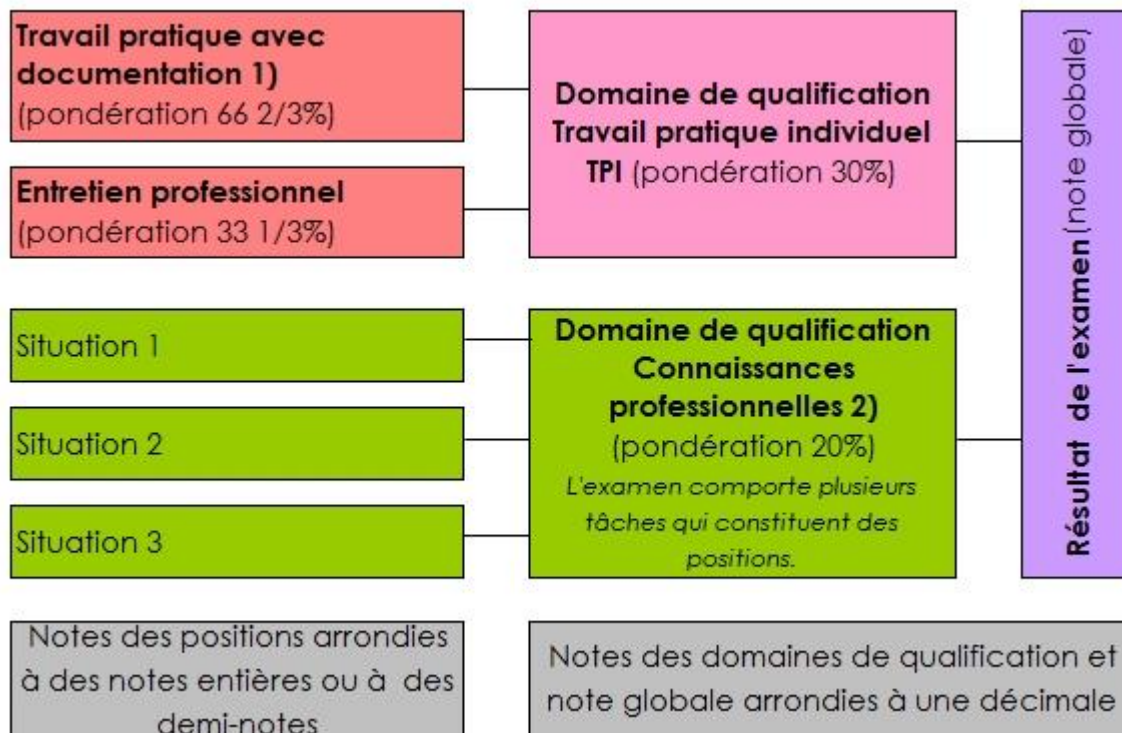 Travail pratique avec
documentation 1)
(pondération 66 2/3%)
Entretien professionnel
(pondération 33 1/3%)
Domaine de qualification
Travail pratique individuel
TPI (pondération 30%)
Situation 1
Situation 2
Situation 3
Domaine de qualification
Connaissances
professionnelles 2)
(pondération 20%)
L'examen comporte plusieurs
tâches qui constituent des
positions.
Résultat de l'examen(note globale)
Notes des positions arrondies
à des notes entières ou à des
demi-notes
Notes des domaines de qualification et
note globale arrondies à une décimale